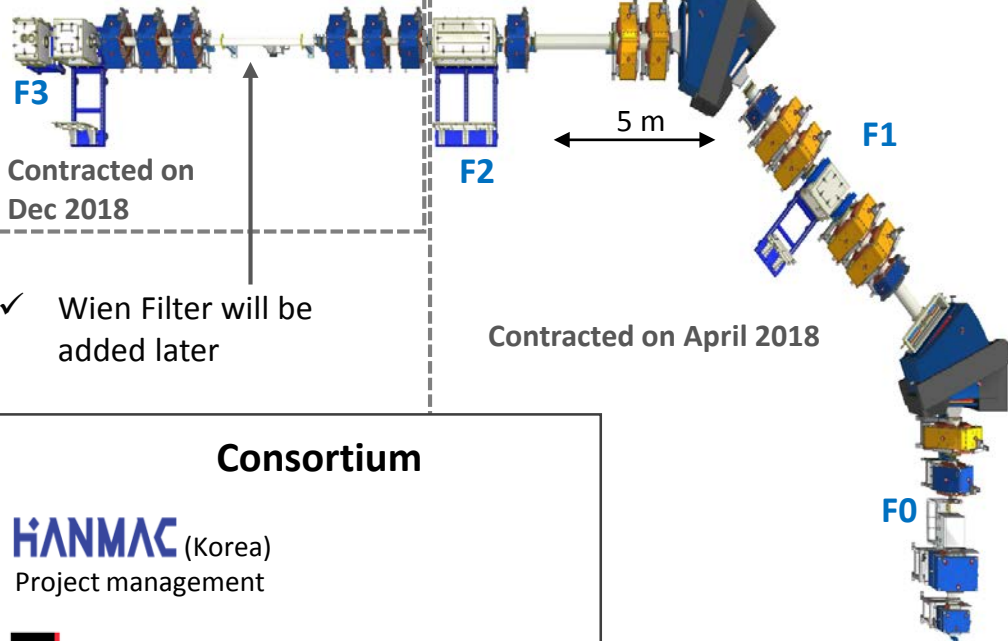 F3
F2
5 m
F1
Contracted on
Dec 2018
✓ Wien Filter will be
added later
Contracted on April 2018
Consortium
HANMAC (Korea)
Project management
F0